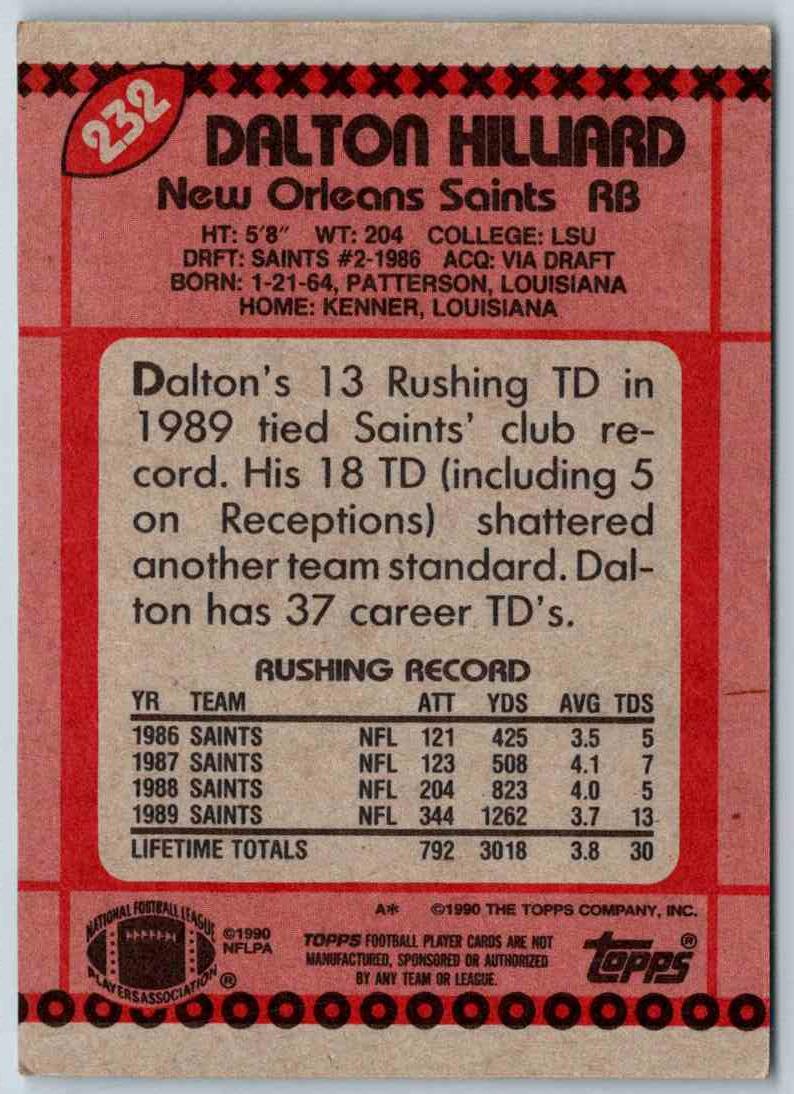 232
DALTON HILLIARD
New Orleans Saints RB
HT: 5'8" WT: 204 COLLEGE: LSU
DRFT: SAINTS #2-1986 ACQ: VIA DRAFT
BORN: 1-21-64, PATTERSON, LOUISIANA
HOME: KENNER, LOUISIANA
Dalton's 13 Rushing TD in
1989 tied Saints' club re-
cord. His 18 TD (including 5
on Receptions) shattered
another team standard. Dal-
ton has 37 career TD's.
RUSHING RECORD
YR TEAM ATT YDS AVG TDS
1986 SAINTS NFL 121 425 3.5 5
1987 SAINTS NFL 123 508 4.1 7
1988 SAINTS NFL 204 823 4.0 5
1989 SAINTS NFL 344 1262 3.7 13
LIFETIME TOTALS 792 3018 3.8 30
A* ©1990 THE TOPPS COMPANY, INC.
NATIONAL FOOTBALL LEAGUE
PLAYERS ASSOCIATION ®
©1990
NFLPA
TOPPS FOOTBALL PLAYER CARDS ARE NOT
MANUFACTURED, SPONSORED OR AUTHORIZED
BY ANY TEAM OR LEAGUE.
topps®